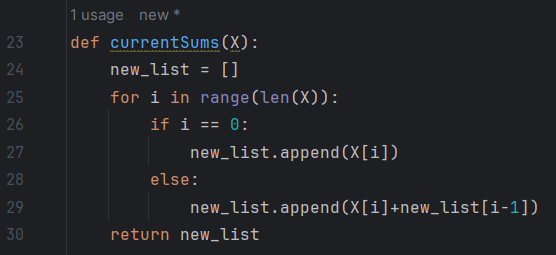 1 usage new *
23 def currentSums(X):
24 new_list = []
25 for i in range(len(X)):
26 if i == 0:
27 new_list.append(X[i])
28 else:
29 new_list.append(X[i]+new_list[i-1])
30 return new_list